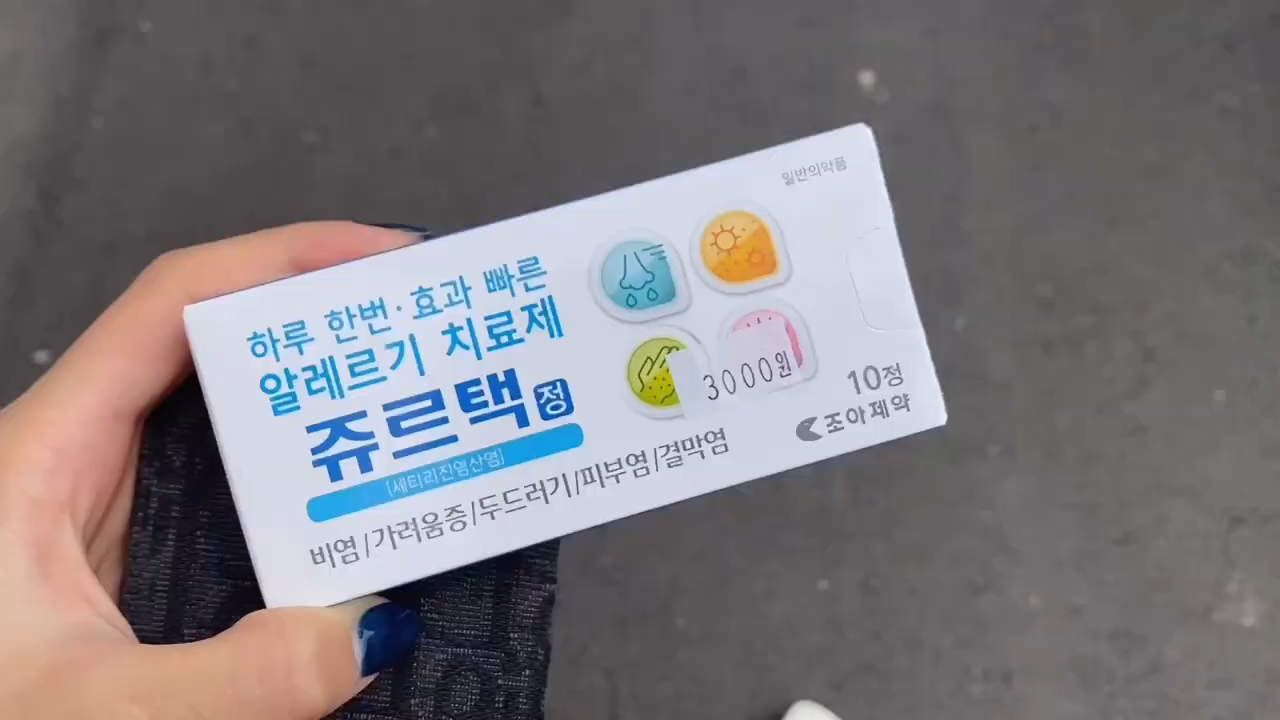 일반의약품
하루 한번·효과 빠른
알레르기 치료제
쥬르택 정
(세티리진염산염)
비염/가려움증/두드러기/피부염/결막염
3000원
10정
조아제약